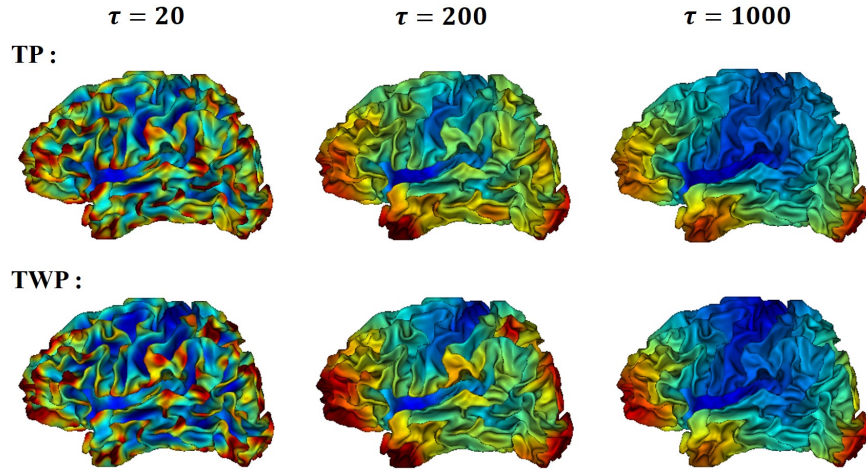 τ = 20 τ = 200 τ = 1000
TP :
TWP :